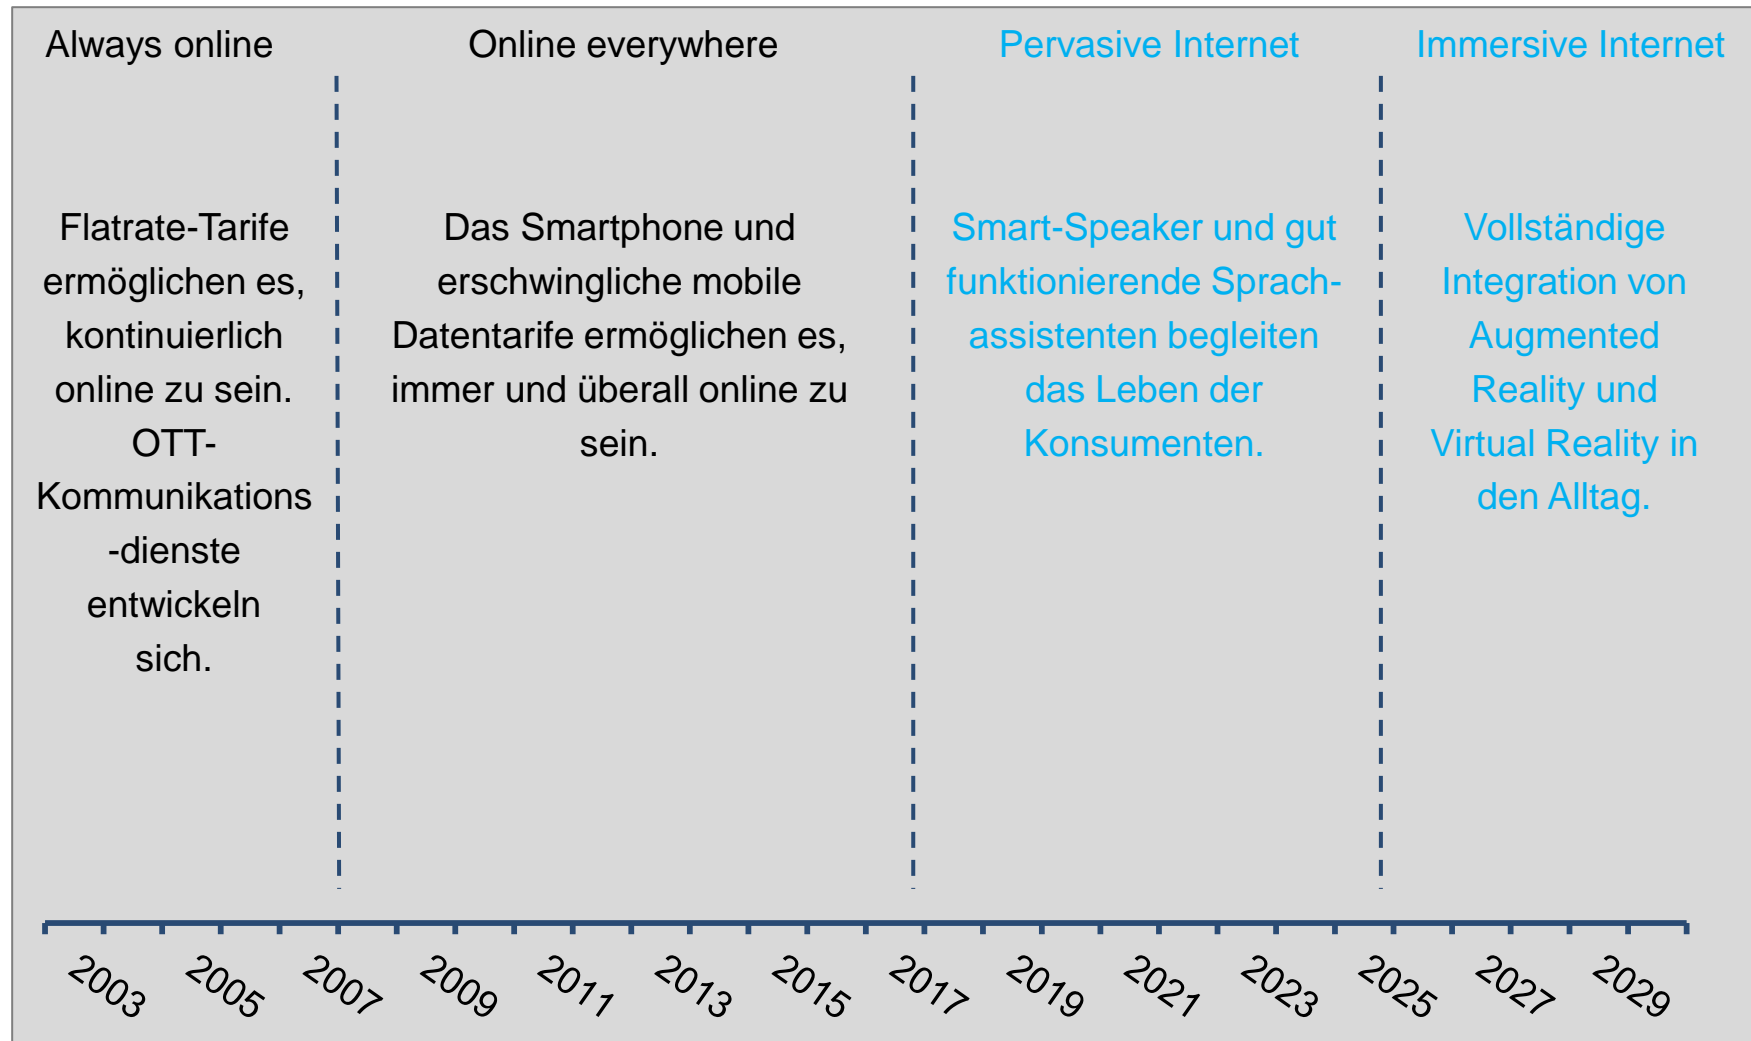 Always online
Online everywhere
Pervasive Internet
Immersive Internet
Flatrate-Tarife
ermöglichen es,
kontinuierlich
online zu sein.
OTT-
Kommunikations
-dienste
entwickeln
sich.
Das Smartphone und
erschwingliche mobile
Datentarife ermöglichen es,
immer und überall online zu
sein.
Smart-Speaker und gut
funktionierende Sprach-
assistenten begleiten
das Leben der
Konsumenten.
Vollständige
Integration von
Augmented
Reality und
Virtual Reality in
den Alltag.
2003
2005
2007
2009
2011
2013
2015
2017
2019
2021
2023
2025
2027
2029